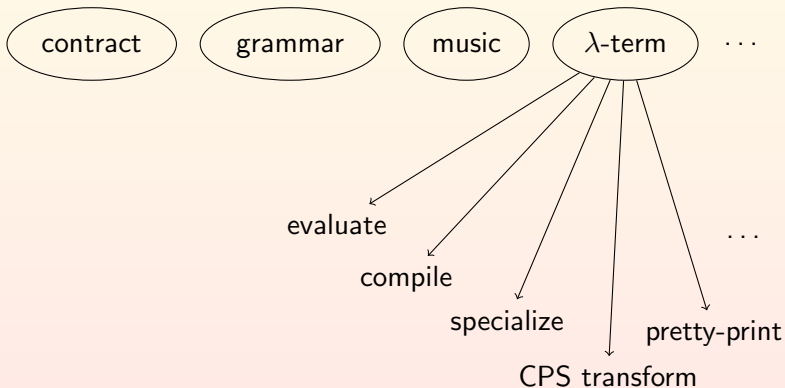 contract grammar music λ-term ···
evaluate
···
compile
specialize
pretty-print
CPS transform